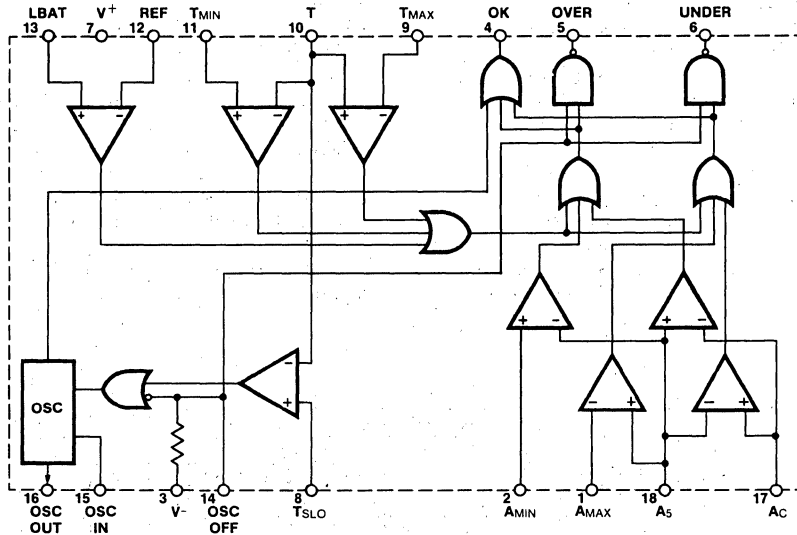 LBAT V+ REF TMIN T TMAX OK OVER UNDER
13 7 12 11 10 9 4 5 6
+ - + - + -
+ - + -
OSC
-
+
- + - +
16 15 3 14 8 2 1 18 17
OSC OUT OSC IN V- OSC OFF TSLO AMIN AMAX A5 AC